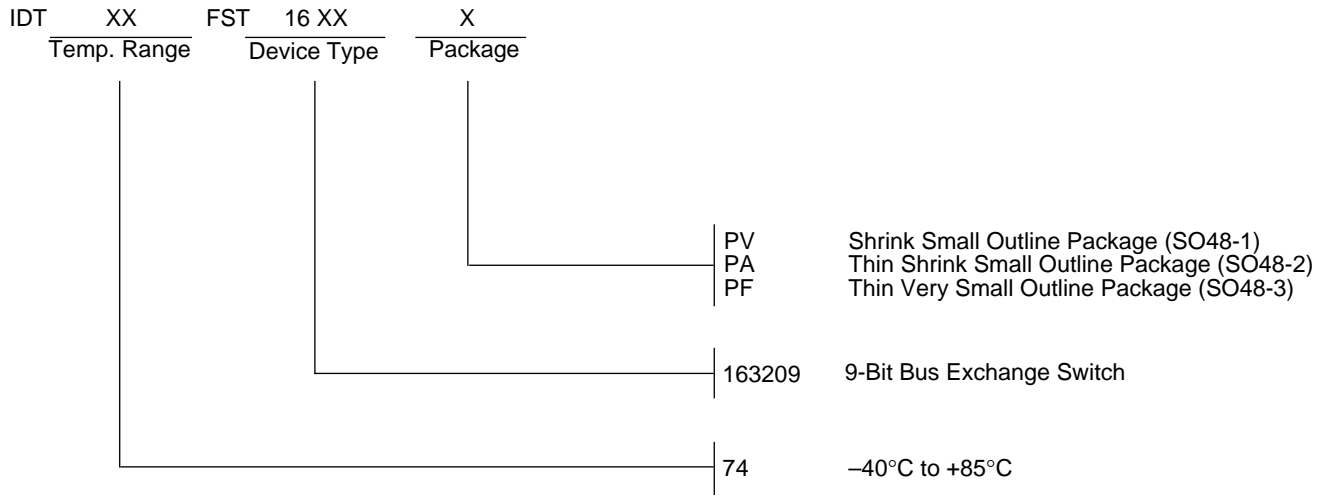 IDT XX FST 16 XX X
Temp. Range Device Type Package
PV Shrink Small Outline Package (SO48-1)
PA Thin Shrink Small Outline Package (SO48-2)
PF Thin Very Small Outline Package (SO48-3)
163209 9-Bit Bus Exchange Switch
74 –40°C to +85°C